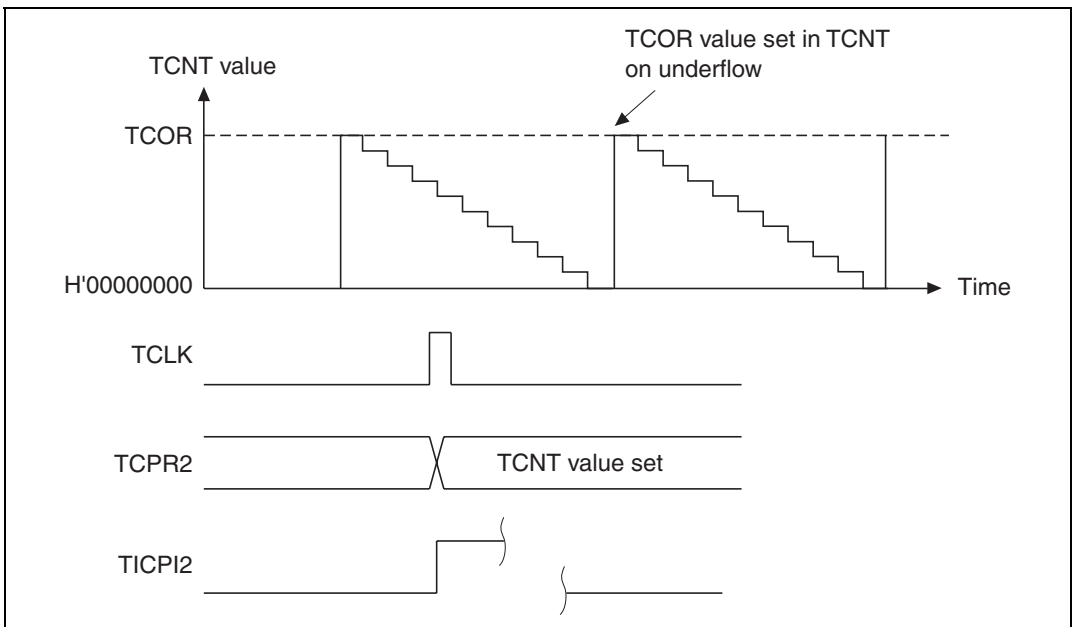 TCOR value set in TCNT
on underflow
TCNT value
TCOR
H'00000000
Time
TCLK
TCPR2
TCNT value set
TICPI2